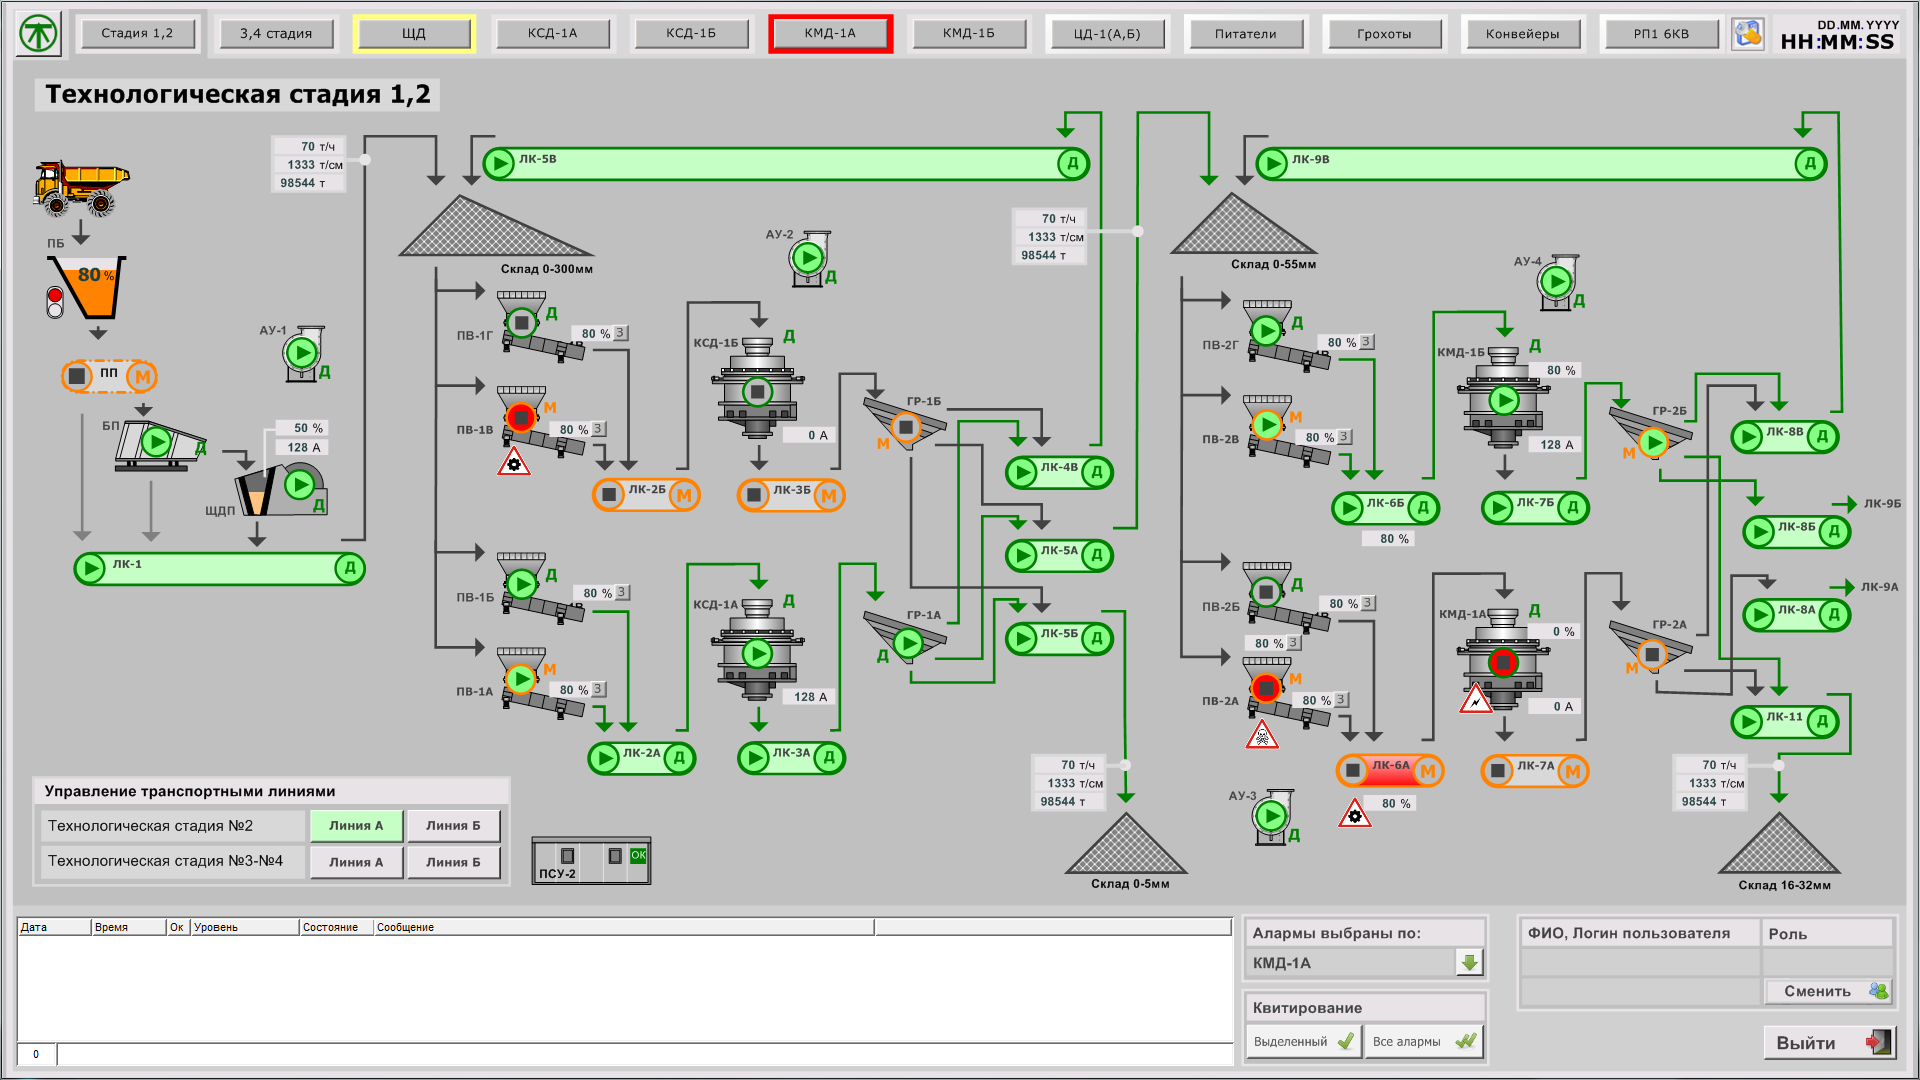 Стадия 1,2
3,4 стадия
ЩД
КСД-1А
КСД-1Б
КМД-1А
КМД-1Б
ЦД-1(А,Б)
Питатели
Грохоты
Конвейеры
РП1 6КВ
DD.MM.YYYY
HH:MM:SS
Технологическая стадия 1,2
70 т/ч
1333 т/см
98544 т
ЛК-5В
Д
ЛК-9В
Д
ПБ
80 %
АУ-1
Д
ПП
М
БП
Д
50 %
128 А
ЩДП
Д
ЛК-1
Д
Склад 0-300мм
АУ-2
Д
70 т/ч
1333 т/см
98544 т
ПВ-1Г
Д
80 % З
ПВ-1В
М
80 % З
КСД-1Б
Д
0 А
ГР-1Б
М
ЛК-2Б
М
ЛК-3Б
М
ЛК-4В
Д
ЛК-5А
Д
ПВ-1Б
Д
80 % З
ПВ-1А
М
80 % З
КСД-1А
Д
128 А
ГР-1А
Д
ЛК-5Б
Д
ЛК-2А
Д
ЛК-3А
Д
Склад 0-55мм
АУ-4
Д
ПВ-2Г
Д
80 % З
ПВ-2В
М
80 % З
КМД-1Б
Д
80 %
128 А
ГР-2Б
М
ЛК-8В
Д
ЛК-6Б
Д
80 %
ЛК-7Б
Д
ЛК-9Б
ЛК-8Б
Д
ПВ-2Б
Д
80 % З
80 % З
ПВ-2А
М
80 % З
КМД-1А
Д
0 %
0 А
ГР-2А
М
ЛК-9А
ЛК-8А
Д
ЛК-11
Д
ЛК-6А
М
80 %
ЛК-7А
М
70 т/ч
1333 т/см
98544 т
Склад 0-5мм
АУ-3
Д
70 т/ч
1333 т/см
98544 т
Склад 16-32мм
Управление транспортными линиями
Технологическая стадия №2
Линия А
Линия Б
Технологическая стадия №3-№4
Линия А
Линия Б
ПСУ-2
ОК
Дата
Время
Ок
Уровень
Состояние
Сообщение
0
Алармы выбраны по:
КМД-1А
Квитирование
Выделенный
Все алармы
ФИО, Логин пользователя
Роль
Сменить
Выйти